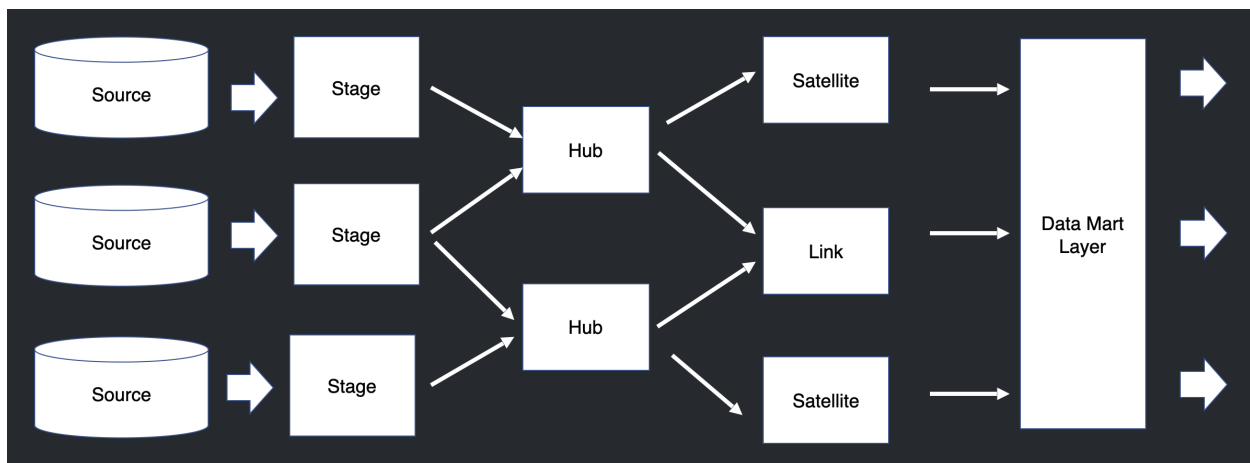 Source
Stage
Hub
Satellite
Source
Stage
Link
Data Mart
Layer
Hub
Source
Stage
Satellite